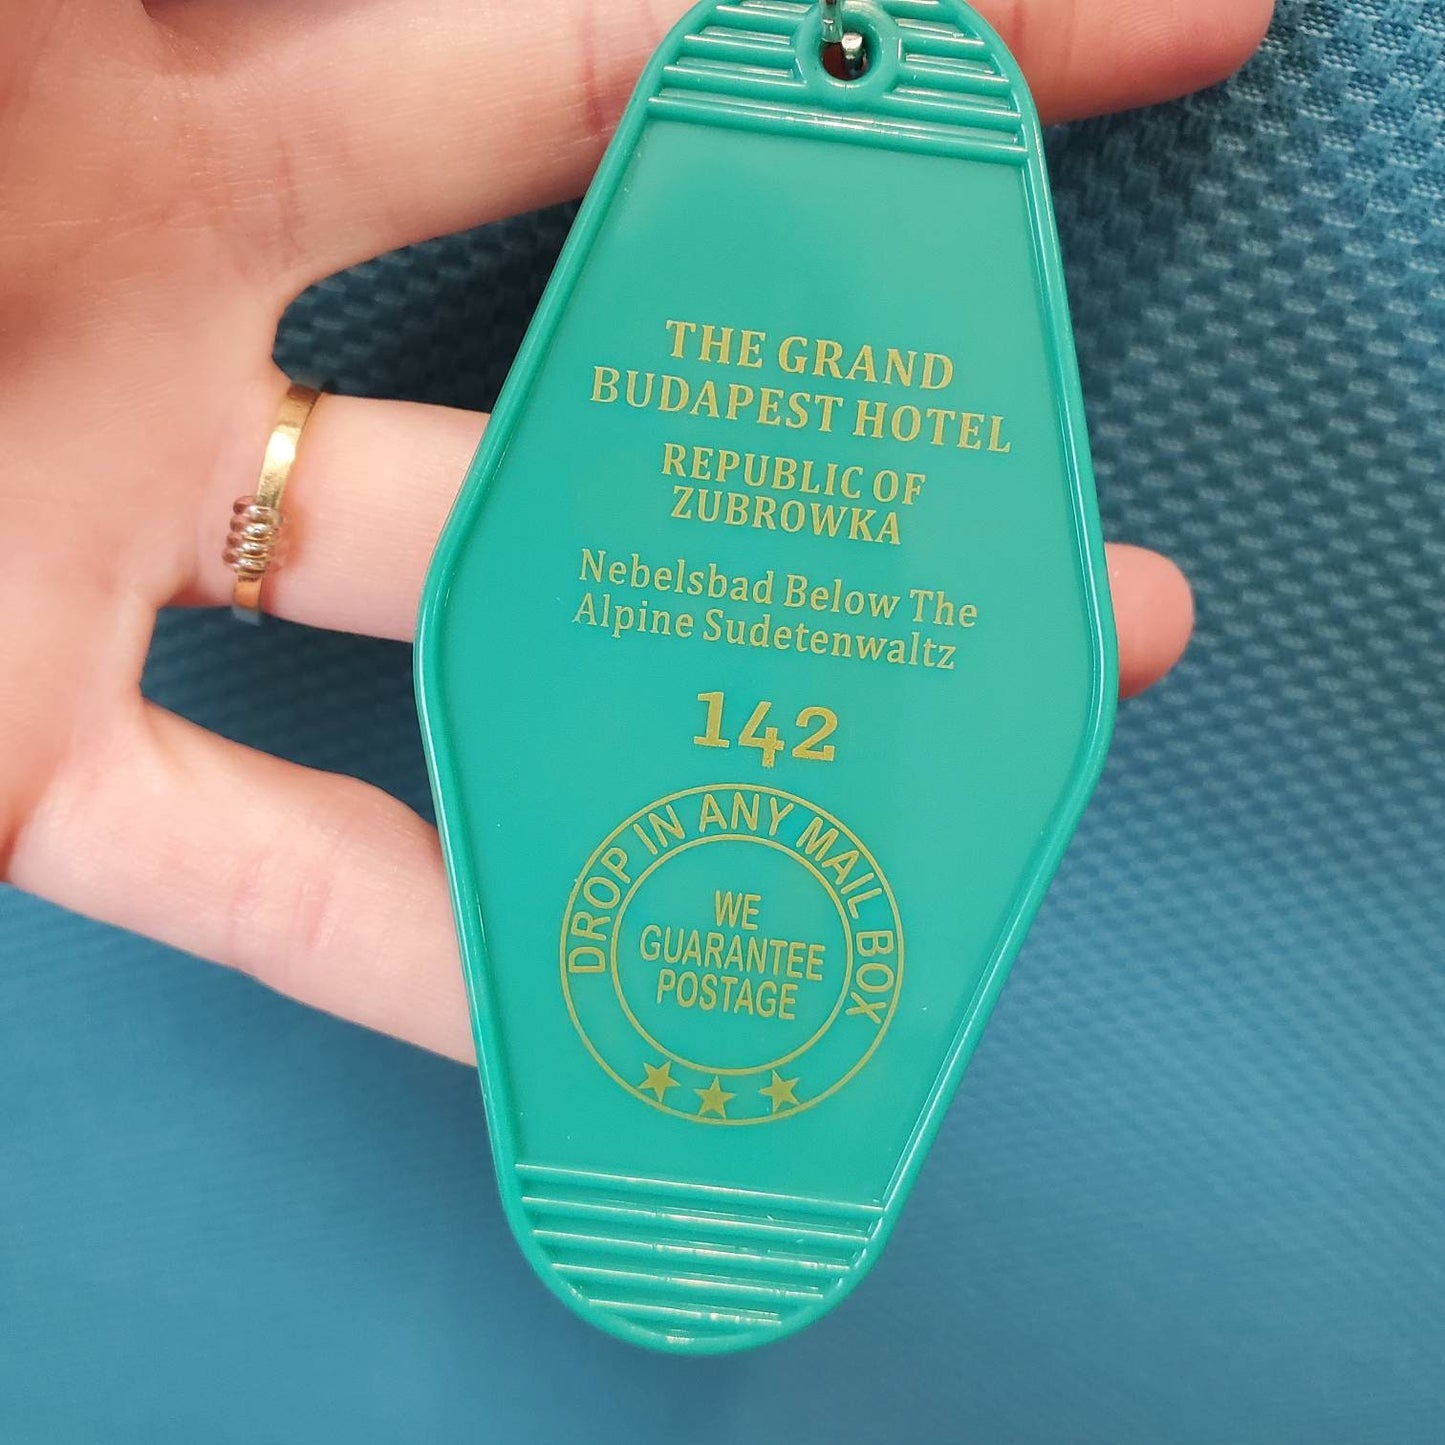 THE GRAND
BUDAPEST HOTEL
REPUBLIC OF
ZUBROWKA
Nebelsbad Below The
Alpine Sudetenwaltz
142
DROP IN ANY MAIL BOX
WE
GUARANTEE
POSTAGE